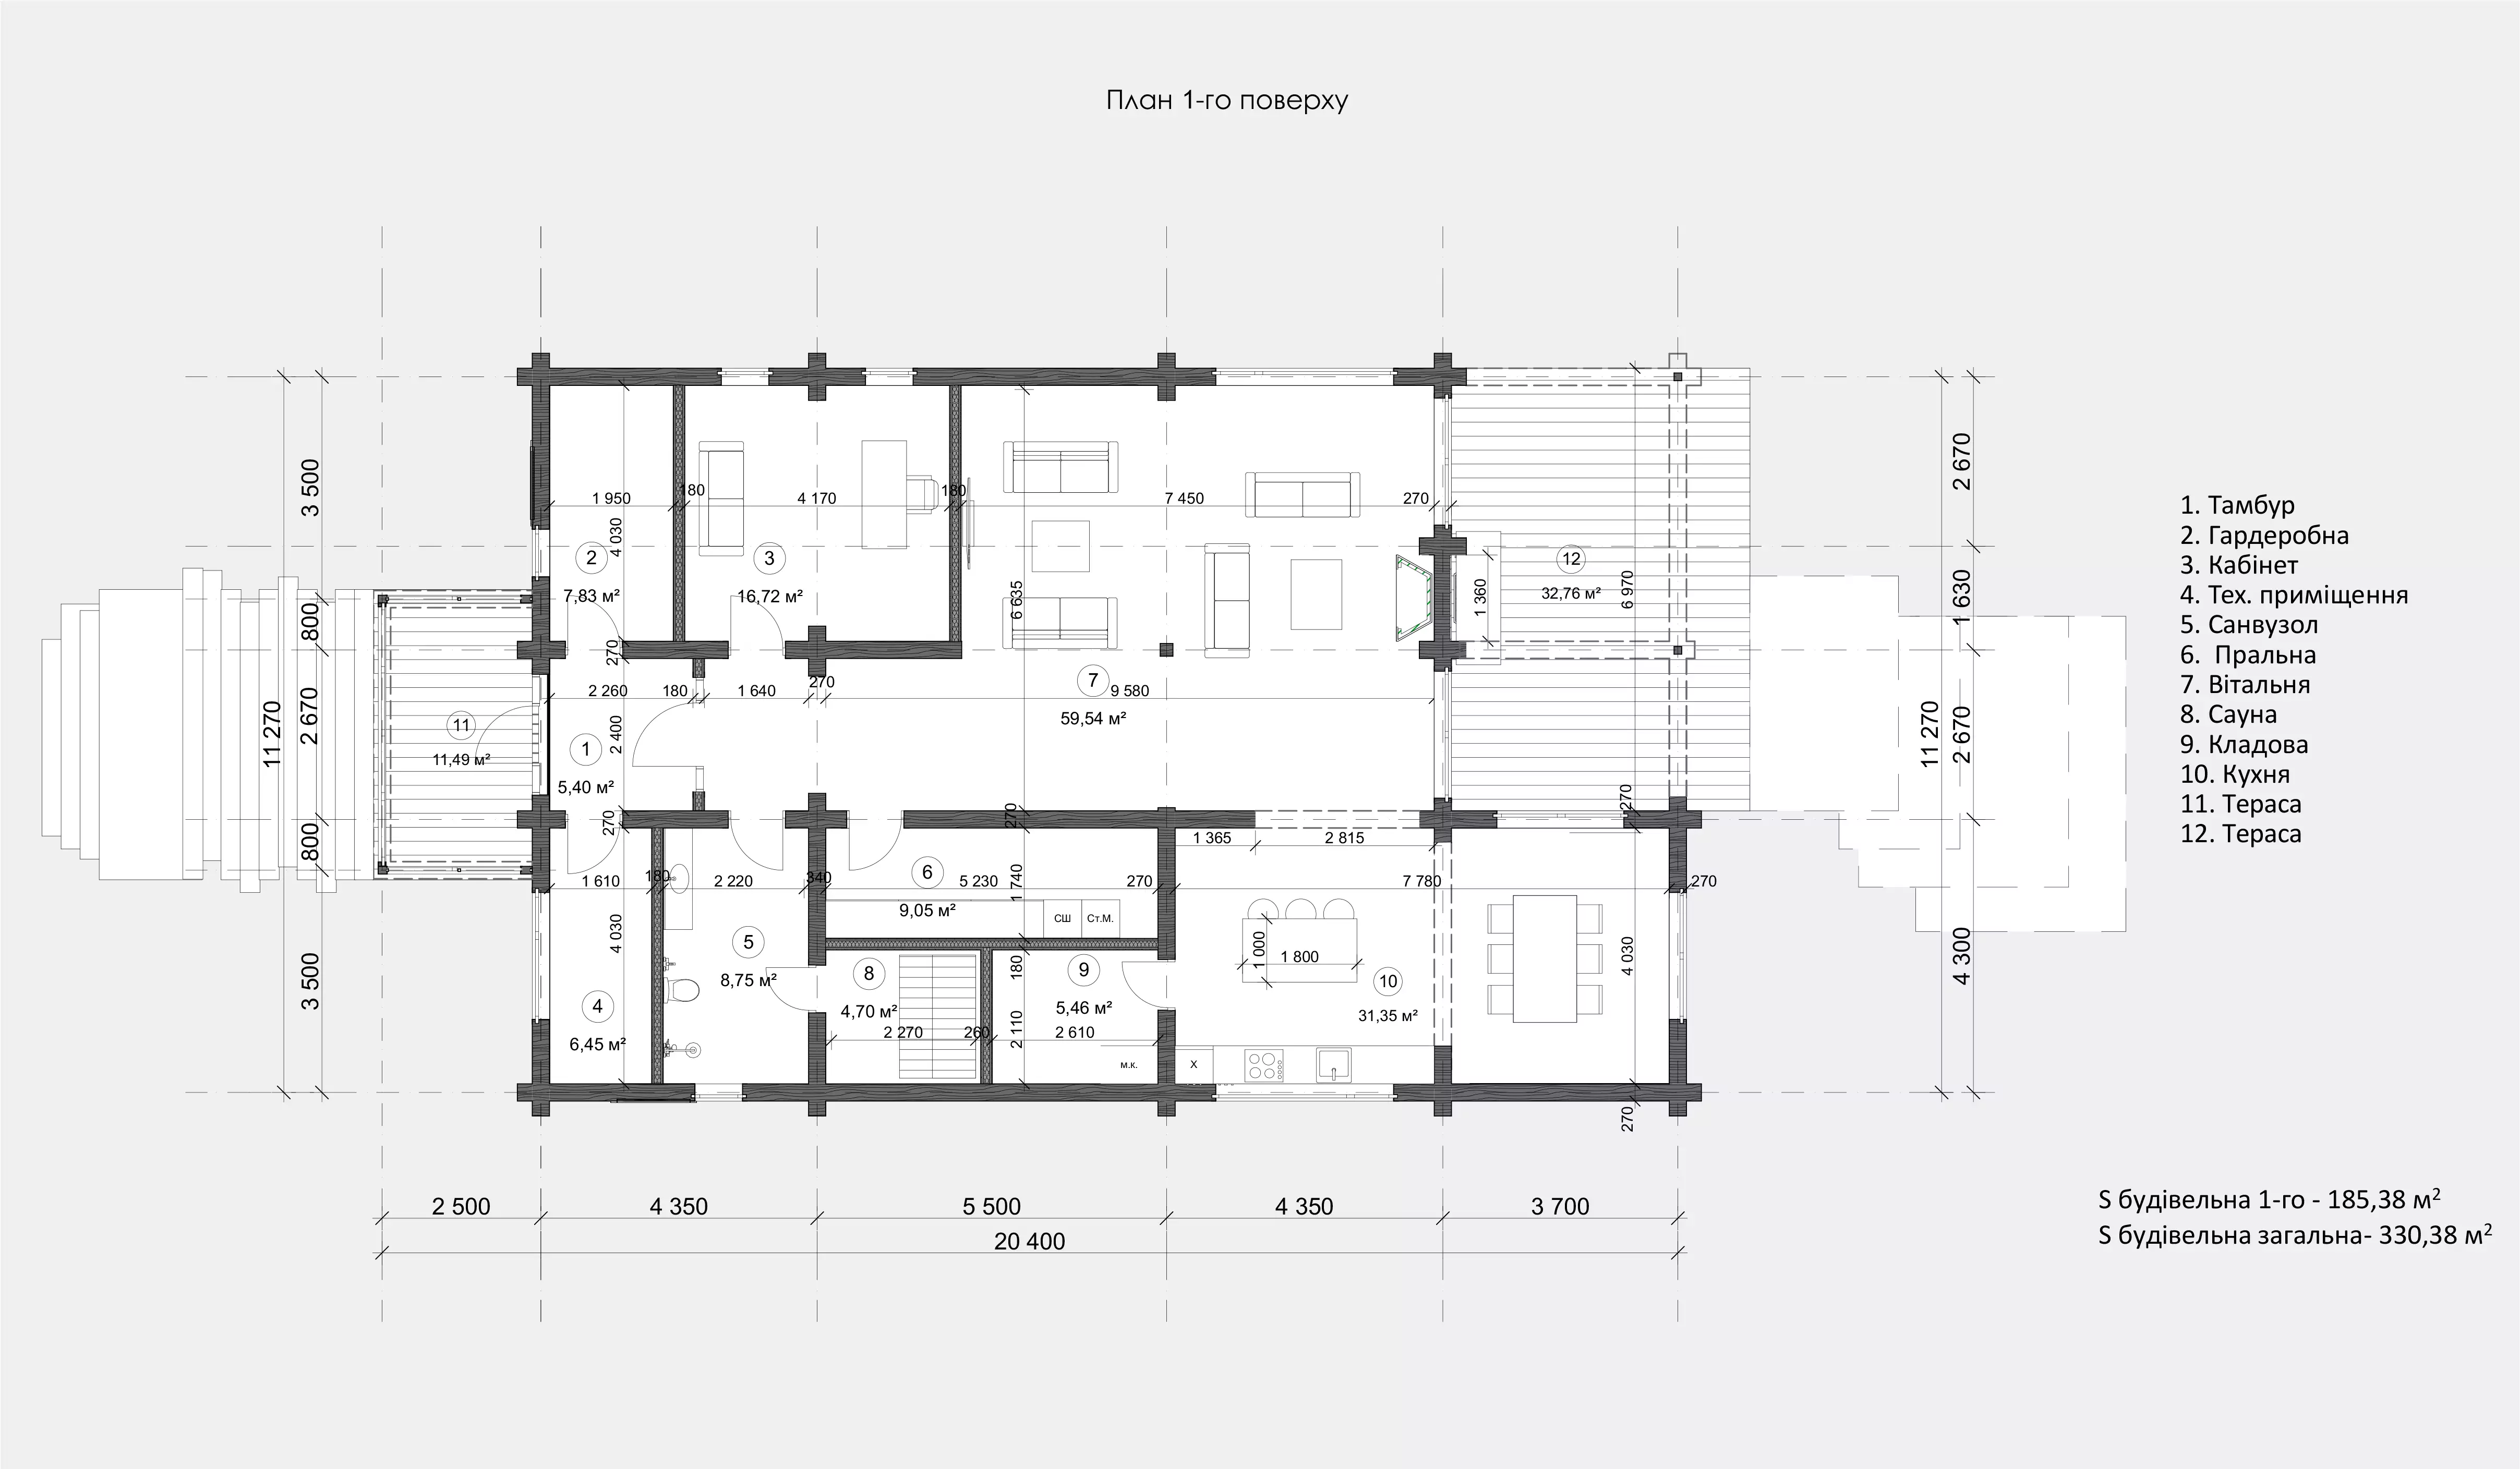 План 1-го поверху
1 950
180
4 170
180
7 450
270
4 030
2
7,83 м²
3
16,72 м²
6 635
1 360
12
32,76 м²
6 970
3 500
800
2 670
11 270
800
3 500
2 670
1 630
11 270
2 670
4 300
270
2 260
180
1 640
270
9 580
7
59,54 м²
2 400
11
11,49 м²
1
5,40 м²
270
270
270
1 365
2 815
1 610
180
2 220
340
5 230
270
7 780
270
6
9,05 м²
1 740
СШ
Ст.М.
4 030
5
8,75 м²
8
4,70 м²
180
9
5,46 м²
1 000
1 800
10
31,35 м²
4 030
4
6,45 м²
2 270
260
2 110
2 610
м.к.
X
270
2 500
4 350
5 500
4 350
3 700
20 400
1. Тамбур
2. Гардеробна
3. Кабінет
4. Тех. приміщення
5. Санвузол
6. Пральна
7. Вітальня
8. Сауна
9. Кладова
10. Кухня
11. Тераса
12. Тераса
S будівельна 1-го - 185,38 м²
S будівельна загальна- 330,38 м²